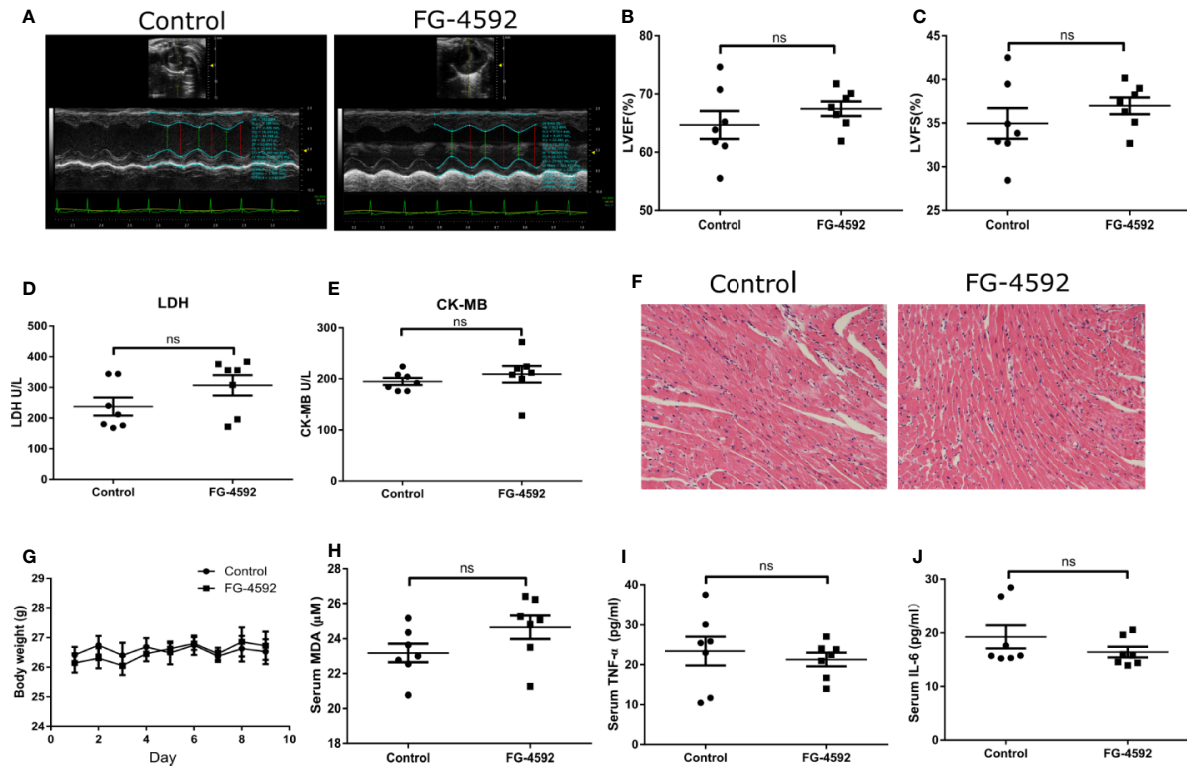 A
Control
FG-4592
B
ns
LVEF(%)
80
70
60
50
Control
FG-4592
C
ns
LVFS(%)
45
40
35
30
25
Control
FG-4592
D
LDH
ns
LDH U/L
500
400
300
200
100
0
Control
FG-4592
E
CK-MB
ns
CK-MB U/L
300
200
100
0
Control
FG-4592
F
Control
FG-4592
G
Control
FG-4592
Body weight (g)
29
28
27
26
25
24
0
2
4
6
8
10
Day
H
ns
Serum MDA (μM)
28
26
24
22
20
18
Control
FG-4592
I
ns
Serum TNF-α (pg/ml)
40
30
20
10
0
Control
FG-4592
J
ns
Serum IL-6 (pg/ml)
30
20
10
0
Control
FG-4592